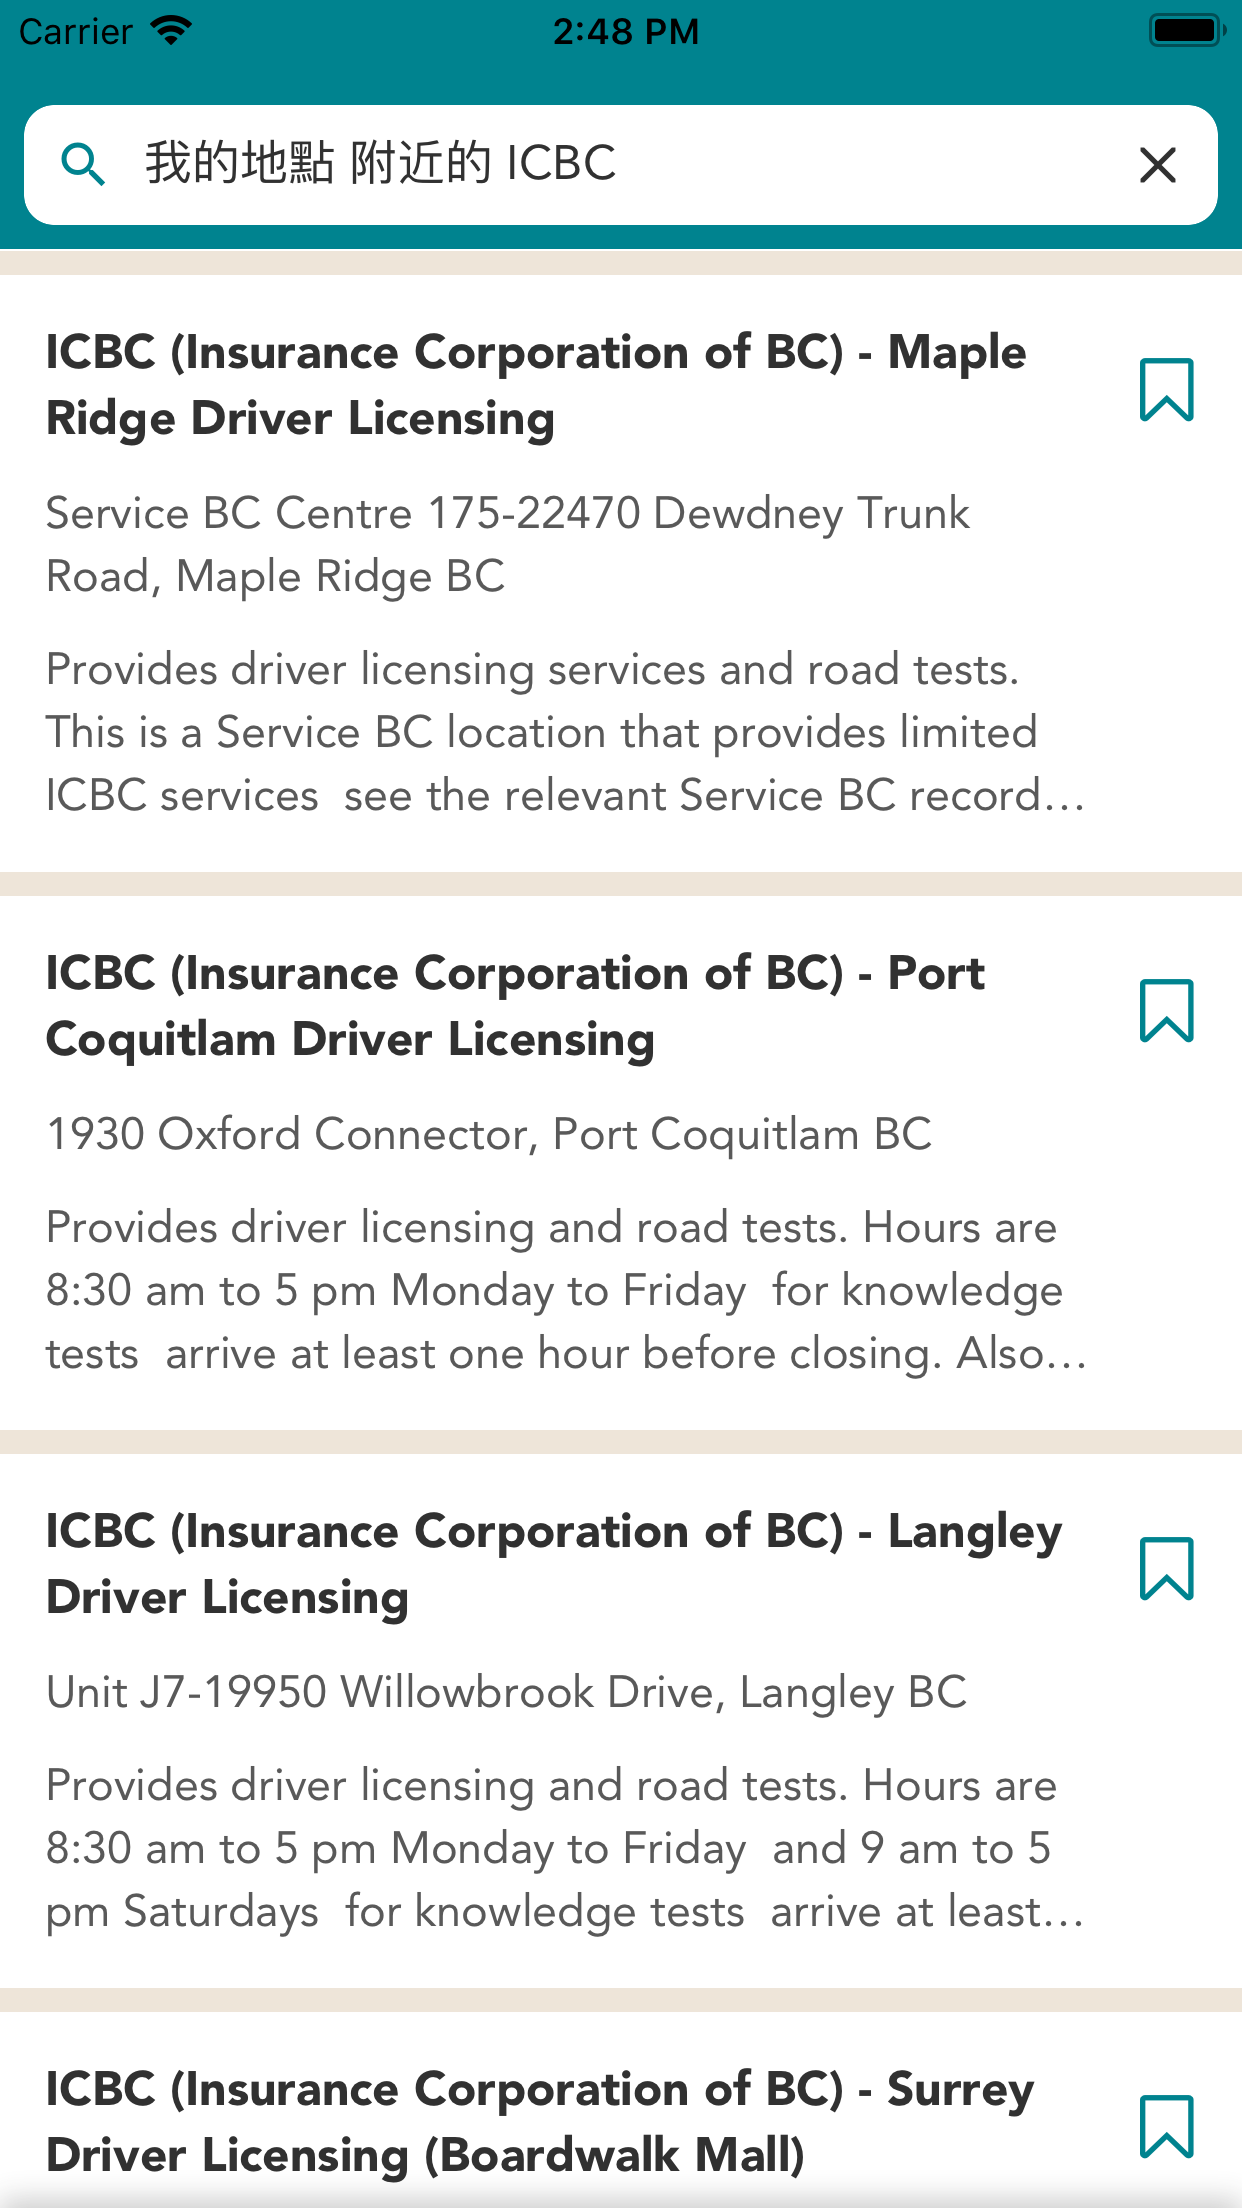 Carrier 2:48 PM
我的地點 附近的 ICBC
ICBC (Insurance Corporation of BC) - Maple
Ridge Driver Licensing
Service BC Centre 175-22470 Dewdney Trunk
Road, Maple Ridge BC
Provides driver licensing services and road tests.
This is a Service BC location that provides limited
ICBC services  see the relevant Service BC record...
ICBC (Insurance Corporation of BC) - Port
Coquitlam Driver Licensing
1930 Oxford Connector, Port Coquitlam BC
Provides driver licensing and road tests. Hours are
8:30 am to 5 pm Monday to Friday  for knowledge
tests  arrive at least one hour before closing. Also...
ICBC (Insurance Corporation of BC) - Langley
Driver Licensing
Unit J7-19950 Willowbrook Drive, Langley BC
Provides driver licensing and road tests. Hours are
8:30 am to 5 pm Monday to Friday  and 9 am to 5
pm Saturdays  for knowledge tests  arrive at least...
ICBC (Insurance Corporation of BC) - Surrey
Driver Licensing (Boardwalk Mall)